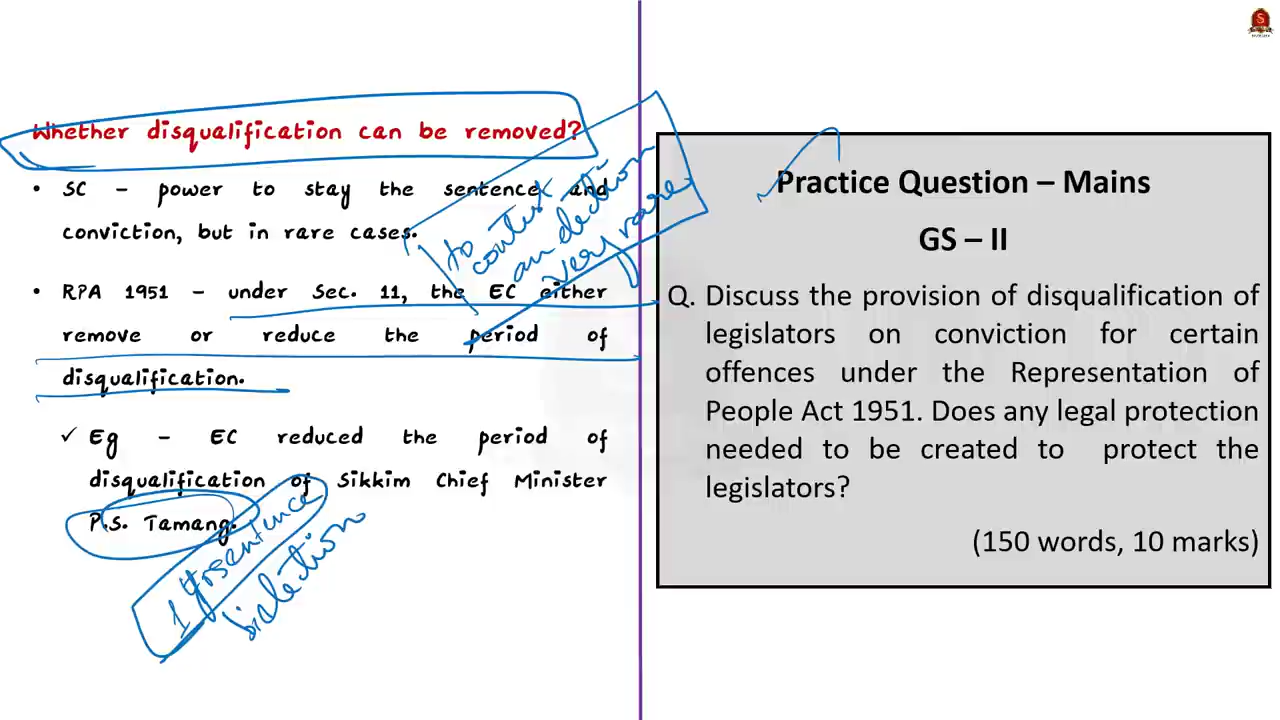 Whether disqualification can be removed?
• SC – power to stay the sentence and
conviction, but in rare cases.
to
contest
an election
very rare
• RPA 1951 – under Sec. 11, the EC either
remove or reduce the period of
disqualification.
✓ Eg – EC reduced the period of
disqualification of Sikkim Chief Minister
P.S. Tamang.
1 yr sentence
Practice Question – Mains
GS – II
Q. Discuss the provision of disqualification of
legislators on conviction for certain
offences under the Representation of
People Act 1951. Does any legal protection
needed to be created to protect the
legislators?
(150 words, 10 marks)